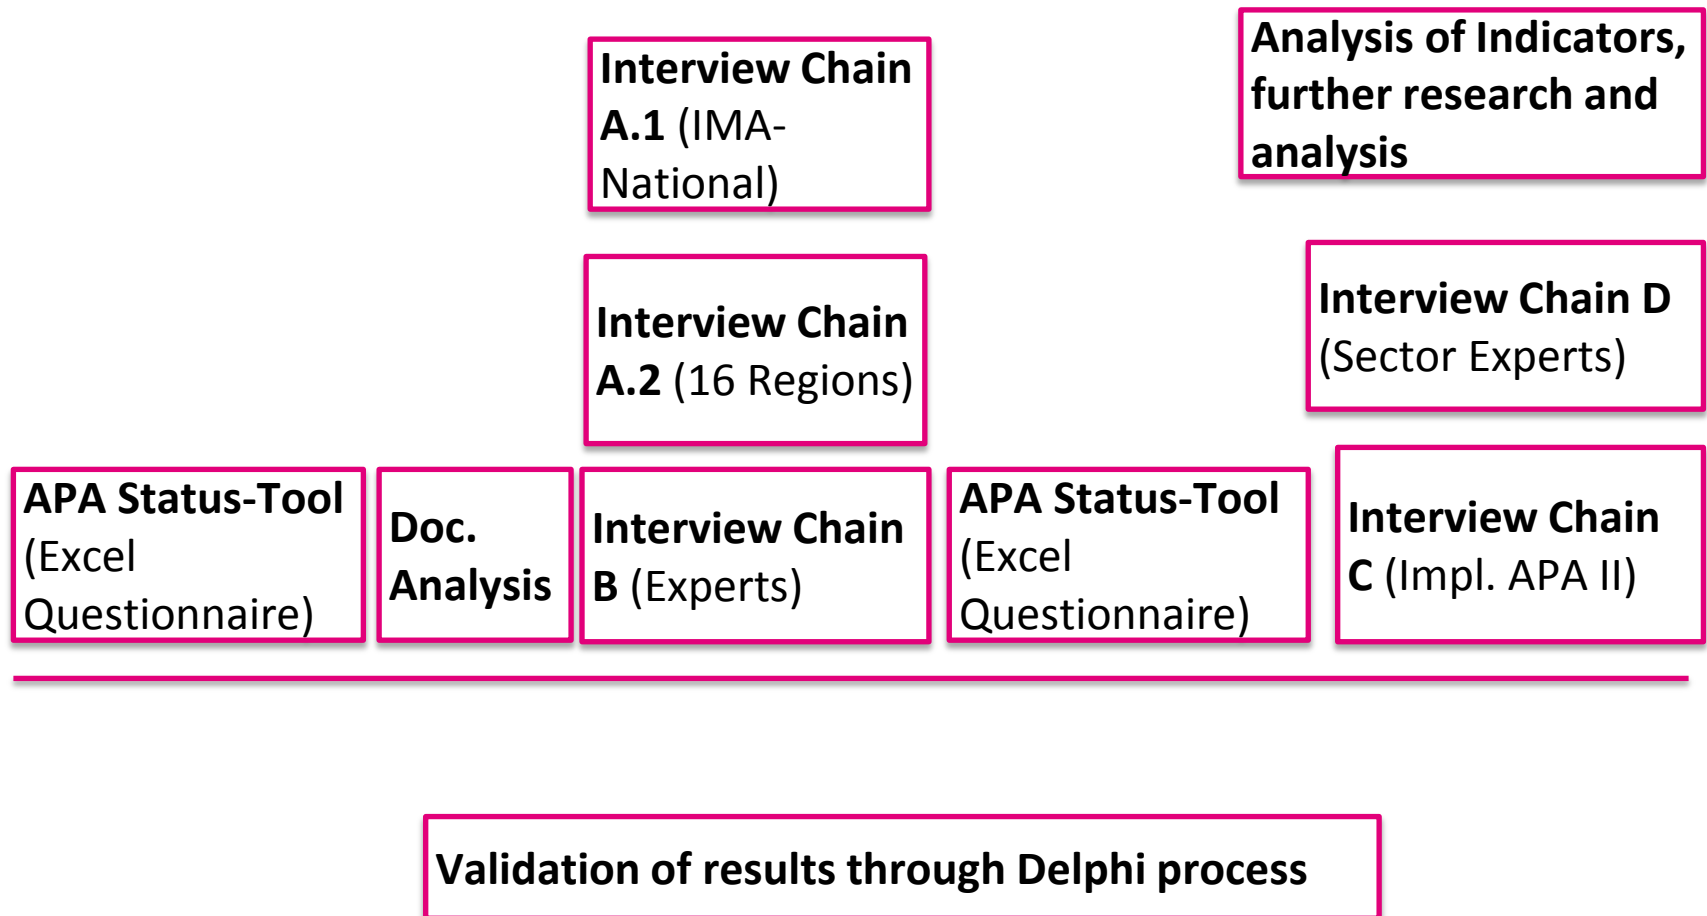 Interview Chain
A.1 (IMA-
National)
Analysis of Indicators,
further research and
analysis
Interview Chain
A.2 (16 Regions)
Interview Chain D
(Sector Experts)
APA Status-Tool
(Excel
Questionnaire)
Doc.
Analysis
Interview Chain
B (Experts)
APA Status-Tool
(Excel
Questionnaire)
Interview Chain
C (Impl. APA II)
Validation of results through Delphi process